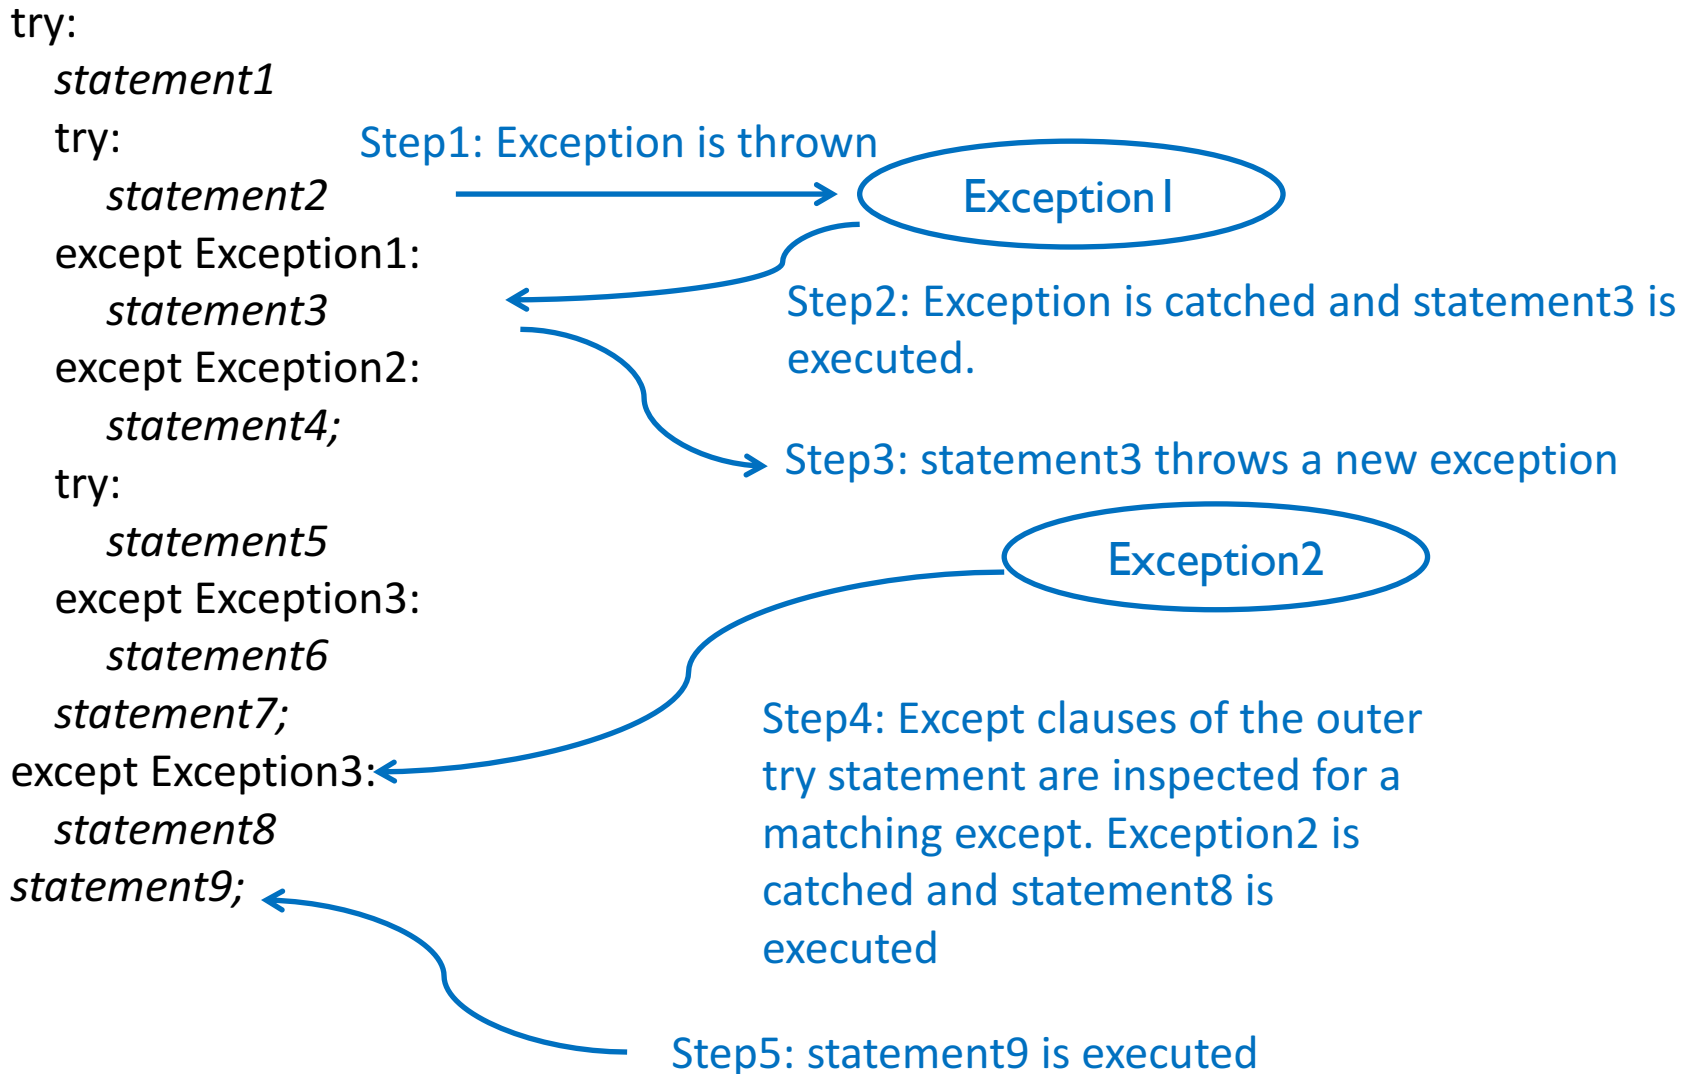 try:
statement1
try:
statement2
except Exception1:
statement3
except Exception2:
statement4;
try:
statement5
except Exception3:
statement6
statement7;
except Exception3:
statement8
statement9;
Step1: Exception is thrown
Exception1
Step2: Exception is catched and statement3 is
executed.
Step3: statement3 throws a new exception
Exception2
Step4: Except clauses of the outer
try statement are inspected for a
matching except. Exception2 is
catched and statement8 is
executed
Step5: statement9 is executed